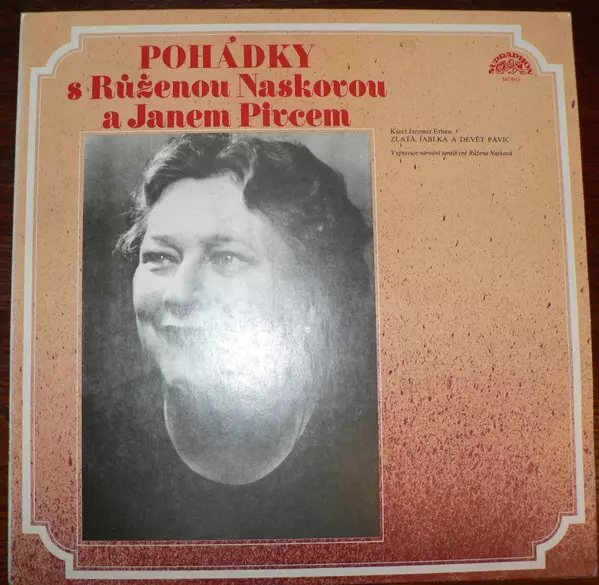 POHÁDKY
s Růženou Naskovou
a Janem Pivcem
SUPRAPHON
MONO
Karel Jaromír Erben
ZLATÁ JABLKA A DEVĚT PÁVIC
Vypravuje národní umělkyně Růžena Nasková